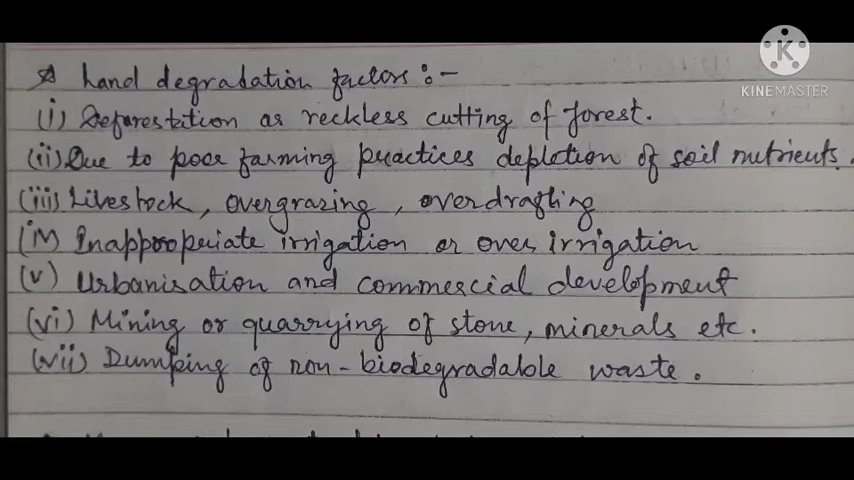 K
KINEMASTER
☆ Land degradation factors :-
(i) Deforestation or reckless cutting of forest.
(ii) Due to poor farming practices depletion of soil nutrients.
(iii) Livestock, overgrazing, overdrafting
(iv) Inappropriate irrigation or over irrigation
(v) Urbanisation and commercial development
(vi) Mining or quarrying of stone, minerals etc.
(vii) Dumping of non-biodegradable waste.